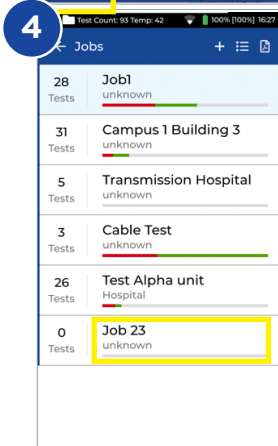 4
Test Count: 93 Temp: 42 100% [100%] 16:27
← Jobs +
28 Tests Job1
unknown
31 Tests Campus 1 Building 3
unknown
5 Tests Transmission Hospital
unknown
3 Tests Cable Test
unknown
26 Tests Test Alpha unit
Hospital
0 Tests Job 23
unknown